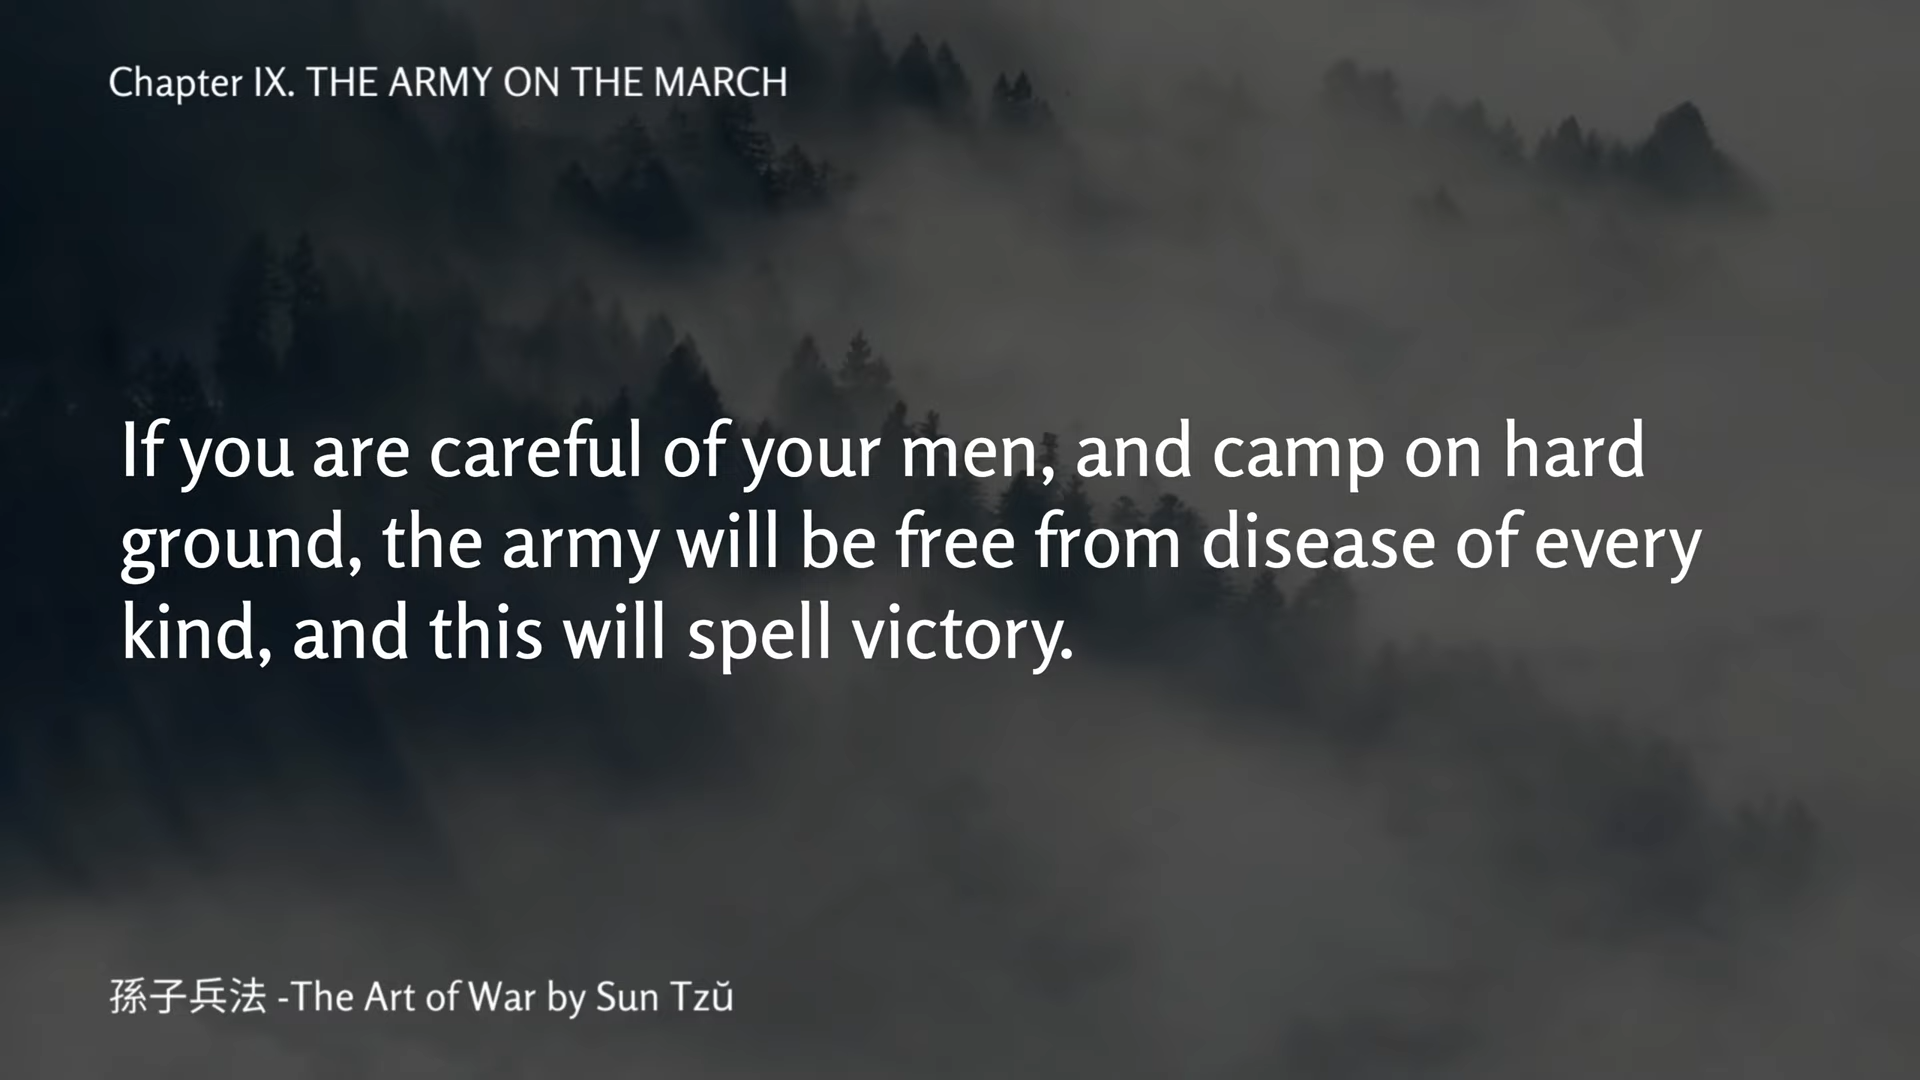 Chapter IX. THE ARMY ON THE MARCH
If you are careful of your men, and camp on hard
ground, the army will be free from disease of every
kind, and this will spell victory.
孫子兵法 -The Art of War by Sun Tzŭ